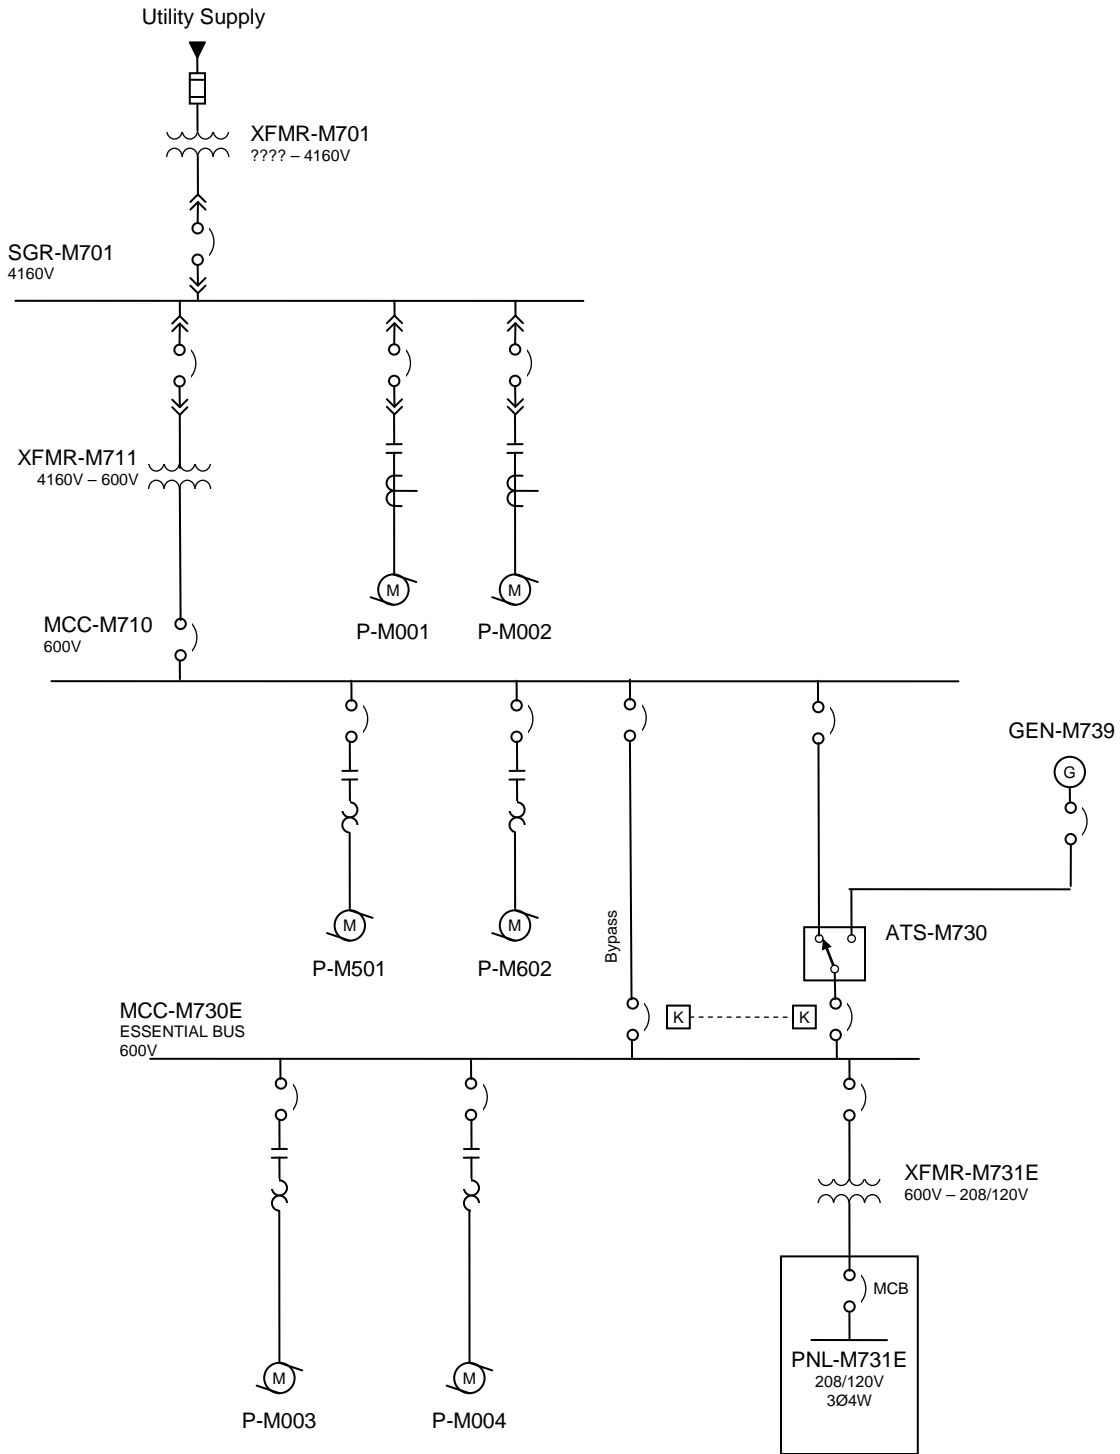 Utility Supply
XFMR-M701
???? – 4160V
SGR-M701
4160V
XFMR-M711
4160V – 600V
M
M
P-M001
P-M002
MCC-M710
600V
GEN-M739
G
M
M
P-M501
P-M602
Bypass
ATS-M730
MCC-M730E
ESSENTIAL BUS
600V
K
K
XFMR-M731E
600V – 208/120V
MCB
PNL-M731E
208/120V
3Ø4W
M
M
P-M003
P-M004